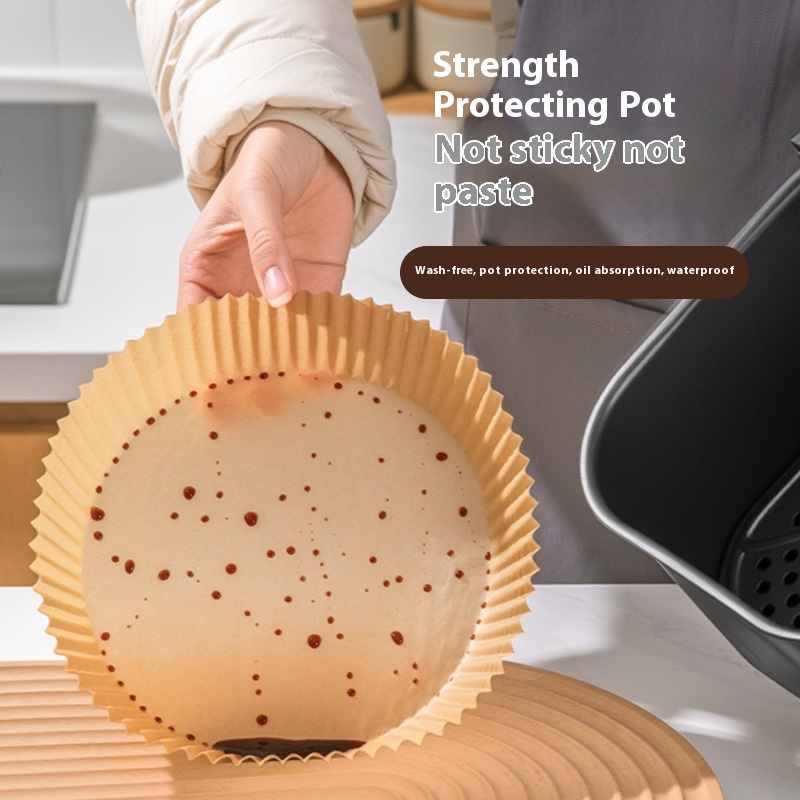 Strength
Protecting Pot
Not sticky not
paste
Wash-free, pot protection, oil absorption, waterproof